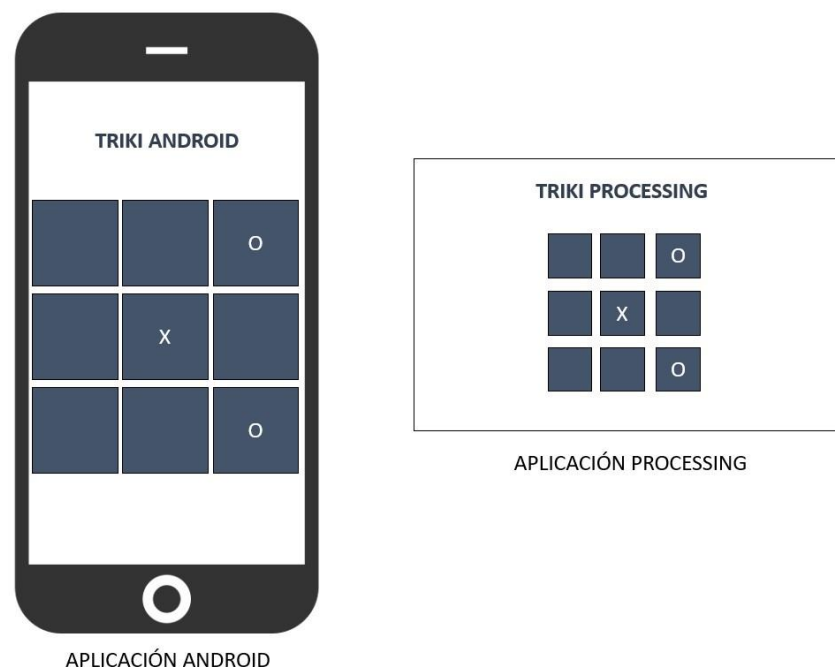 TRIKI ANDROID
O
X
O
APLICACIÓN ANDROID
TRIKI PROCESSING
O
X
O
APLICACIÓN PROCESSING